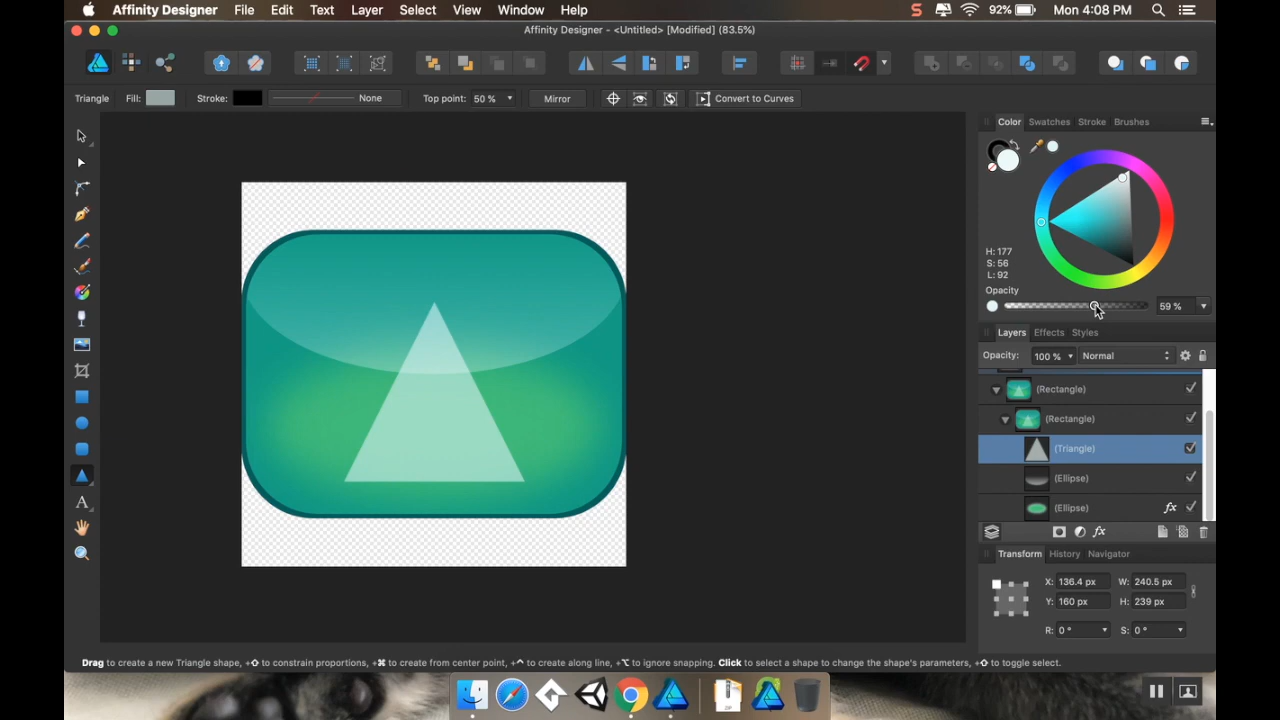 Affinity Designer File Edit Text Layer Select View Window Help 92% Mon 4:08 PM
Affinity Designer - <Untitled> [Modified] (83.5%)
Triangle Fill: Stroke: None Top point: 50 % Mirror Convert to Curves
Color Swatches Stroke Brushes
H: 177
S: 56
L: 92
Opacity
59 %
Layers Effects Styles
Opacity: 100 % Normal
(Rectangle)
(Rectangle)
(Triangle)
(Ellipse)
(Ellipse) fx
fx
Transform History Navigator
X: 136.4 px W: 240.5 px
Y: 160 px H: 239 px
R: 0 ° S: 0 °
Drag to create a new Triangle shape, +⇧ to constrain proportions, +⌘ to create from center point, +^ to create along line, +⌥ to ignore snapping. Click to select a shape to change the shape's parameters, +⇧ to toggle select.
ZIP